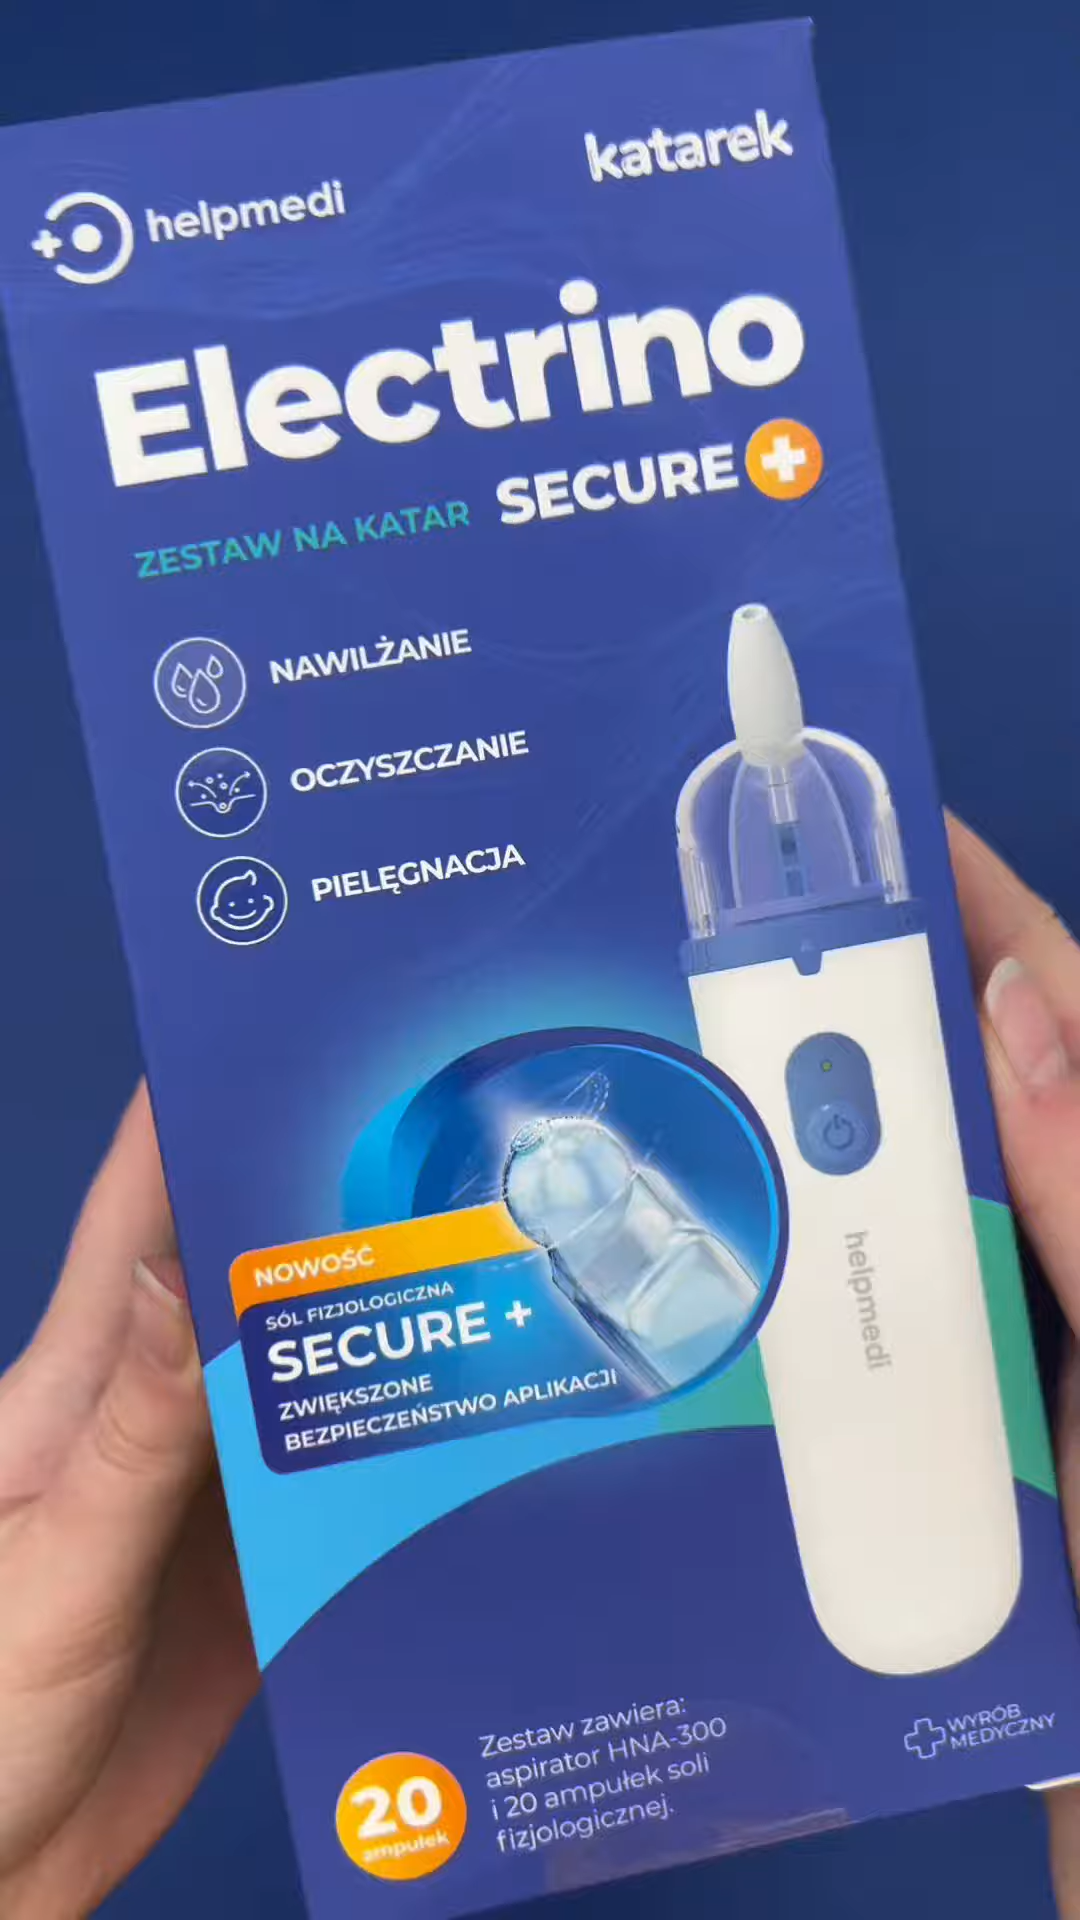 helpmedi
katarek
Electrino
ZESTAW NA KATAR SECURE +
NAWILŻANIE
OCZYSZCZANIE
PIELĘGNACJA
NOWOŚĆ
SÓL FIZJOLOGICZNA
SECURE +
ZWIĘKSZONE
BEZPIECZEŃSTWO APLIKACJI
helpmedi
20
ampułek
Zestaw zawiera:
aspirator HNA-300
i 20 ampułek soli
fizjologicznej.
WYRÓB
MEDYCZNY